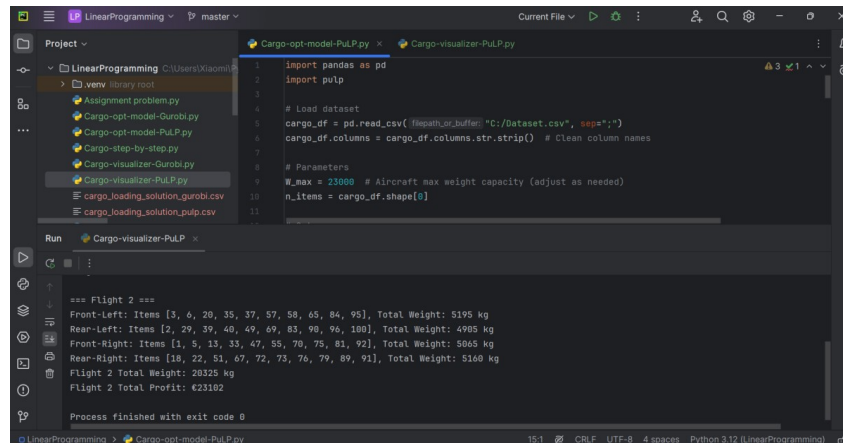 LP LinearProgramming master Current File
Project
LinearProgramming C:\Users\Xiaomi\P
.venv library root
Assignment problem.py
Cargo-opt-model-Gurobi.py
Cargo-opt-model-PuLP.py
Cargo-step-by-step.py
Cargo-visualizer-Gurobi.py
Cargo-visualizer-PuLP.py
cargo_loading_solution_gurobi.csv
cargo_loading_solution_pulp.csv
Cargo-opt-model-PuLP.py Cargo-visualizer-PuLP.py
3 1
1 import pandas as pd
2 import pulp
3
4 # Load dataset
5 cargo_df = pd.read_csv( filepath_or_buffer: "C:/Dataset.csv", sep=";")
6 cargo_df.columns = cargo_df.columns.str.strip() # Clean column names
7
8 # Parameters
9 W_max = 23000 # Aircraft max weight capacity (adjust as needed)
10 n_items = cargo_df.shape[0]
11
Run Cargo-visualizer-PuLP
=== Flight 2 ===
Front-Left: Items [3, 6, 20, 35, 37, 57, 58, 65, 84, 95], Total Weight: 5195 kg
Rear-Left: Items [2, 29, 39, 40, 49, 69, 83, 90, 96, 100], Total Weight: 4905 kg
Front-Right: Items [1, 5, 13, 33, 47, 55, 70, 75, 81, 92], Total Weight: 5065 kg
Rear-Right: Items [18, 22, 51, 67, 72, 73, 76, 79, 89, 91], Total Weight: 5160 kg
Flight 2 Total Weight: 20325 kg
Flight 2 Total Profit: €23102
Process finished with exit code 0
LinearProgramming > Cargo-opt-model-PuLP.py 15:1 CRLF UTF-8 4 spaces Python 3.12 (LinearProgramming)